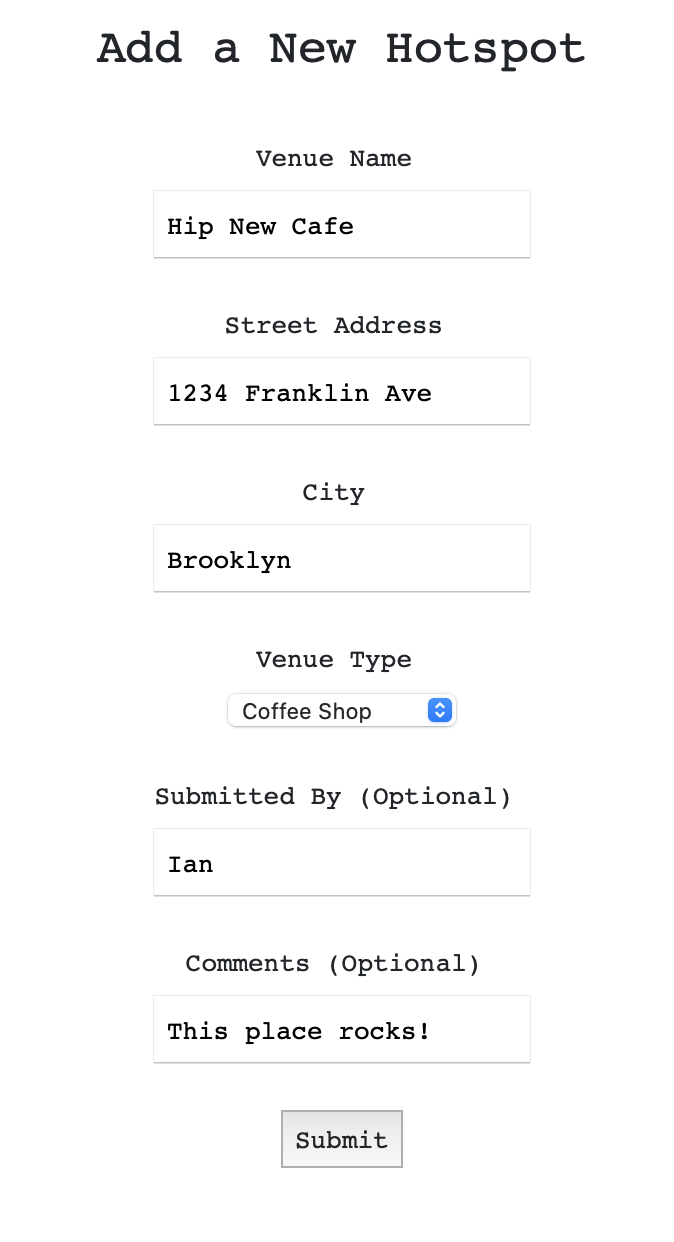 Add a New Hotspot
Venue Name
Hip New Cafe
Street Address
1234 Franklin Ave
City
Brooklyn
Venue Type
Coffee Shop
Submitted By (Optional)
Ian
Comments (Optional)
This place rocks!
Submit